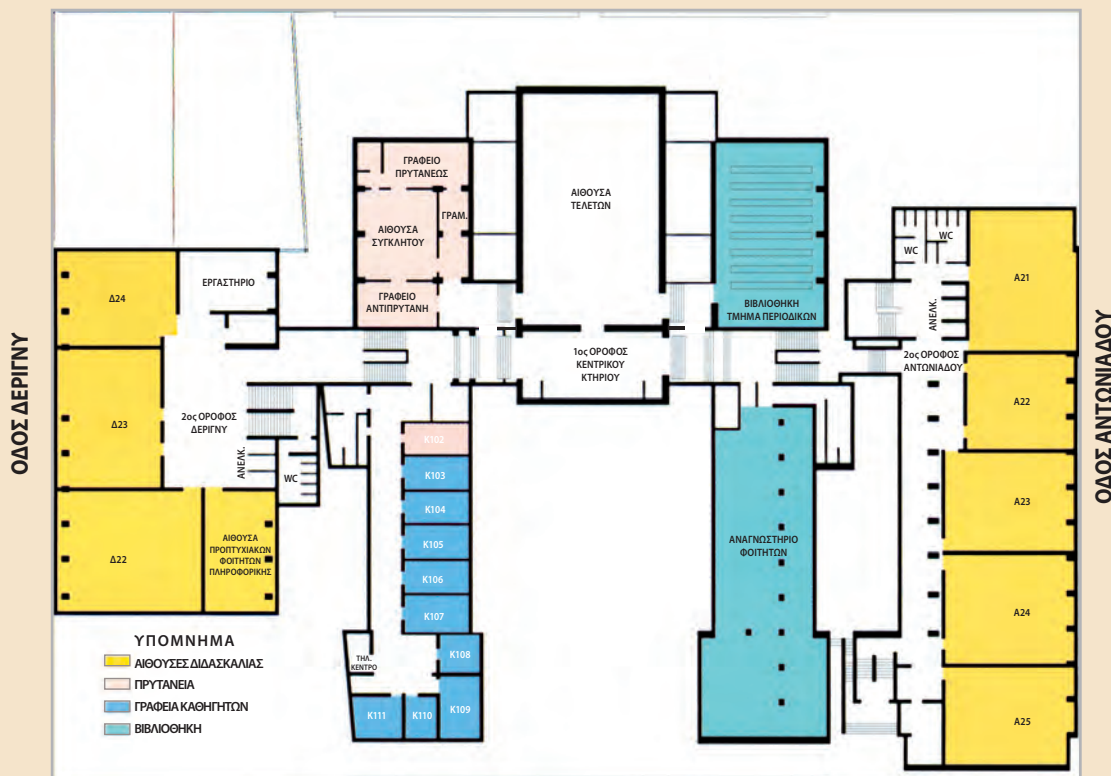 ΟΔΟΣ ΔΕΡΙΓΝΥ
ΓΡΑΦΕΙΟ
ΠΡΥΤΑΝΕΩΣ
ΓΡΑΜ.
ΑΙΘΟΥΣΑ
ΣΥΓΚΛΗΤΟΥ
ΓΡΑΦΕΙΟ
ΑΝΤΙΠΡΥΤΑΝΗ
ΑΙΘΟΥΣΑ
ΤΕΛΕΤΩΝ
ΒΙΒΛΙΟΘΗΚΗ
ΤΜΗΜΑ ΠΕΡΙΟΔΙΚΩΝ
WC
WC
Α21
ΑΝΕΛΚ.
2ος ΟΡΟΦΟΣ
ΑΝΤΩΝΙΑΔΟΥ
Α22
Α23
Α24
Α25
Δ24
ΕΡΓΑΣΤΗΡΙΟ
Δ23
2ος ΟΡΟΦΟΣ
ΔΕΡΙΓΝΥ
ΑΝΕΛΚ.
WC
Δ22
ΑΙΘΟΥΣΑ
ΠΡΟΠΤΥΧΙΑΚΩΝ
ΦΟΙΤΗΤΩΝ
ΠΛΗΡΟΦΟΡΙΚΗΣ
1ος ΟΡΟΦΟΣ
ΚΕΝΤΡΙΚΟΥ
ΚΤΗΡΙΟΥ
Κ102
Κ103
Κ104
Κ105
Κ106
Κ107
Κ108
Κ109
Κ110
Κ111
ΤΗΛ.
ΚΕΝΤΡΟ
ΑΝΑΓΝΩΣΤΗΡΙΟ
ΦΟΙΤΗΤΩΝ
ΥΠΟΜΝΗΜΑ
ΑΙΘΟΥΣΕΣ ΔΙΔΑΣΚΑΛΙΑΣ
ΠΡΥΤΑΝΕΙΑ
ΓΡΑΦΕΙΑ ΚΑΘΗΓΗΤΩΝ
ΒΙΒΛΙΟΘΗΚΗ
ΟΔΟΣ ΑΝΤΩΝΙΑΔΟΥ